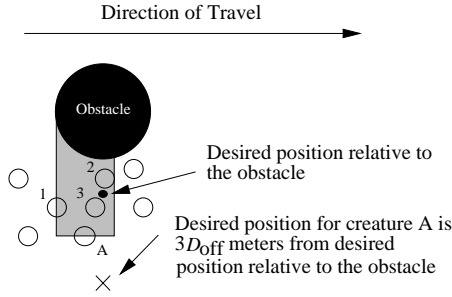 Direction of Travel
Obstacle
2
1
3
A
Desired position relative to
the obstacle
Desired position for creature A is
3D_off meters from desired
position relative to the obstacle